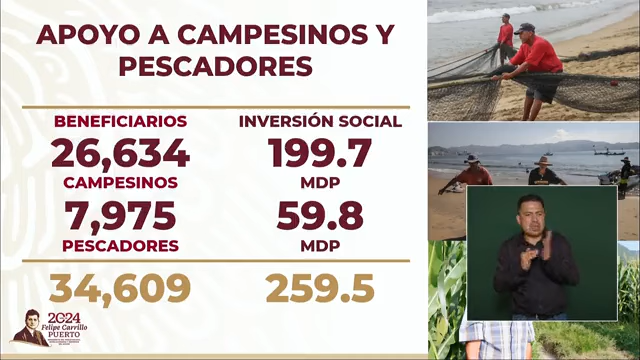 APOYO A CAMPESINOS Y
PESCADORES
BENEFICIARIOS
INVERSIÓN SOCIAL
26,634
199.7
CAMPESINOS
MDP
7,975
59.8
PESCADORES
MDP
34,609
259.5
2024
Felipe Carrillo
PUERTO